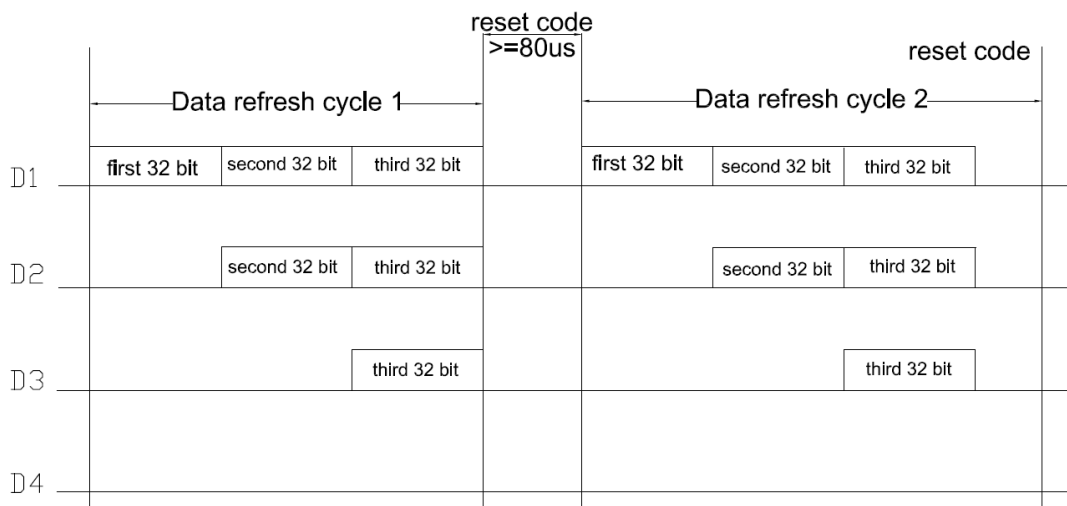 reset code
>=80us
reset code
Data refresh cycle 1
Data refresh cycle 2
D1 first 32 bit second 32 bit third 32 bit first 32 bit second 32 bit third 32 bit
D2 second 32 bit third 32 bit second 32 bit third 32 bit
D3 third 32 bit third 32 bit
D4